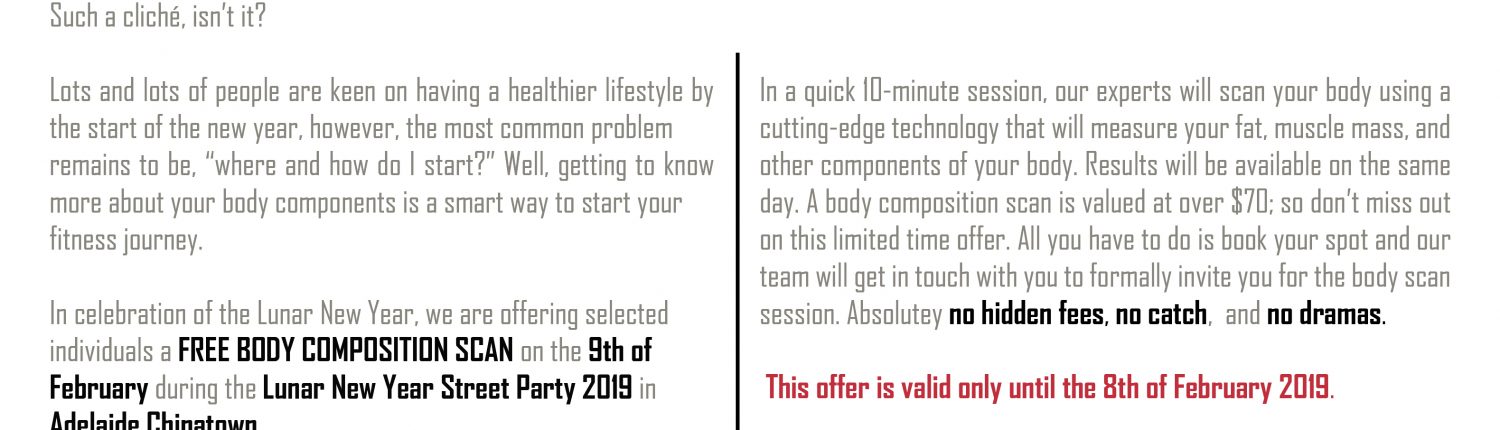 Such a cliché, isn't it?
Lots and lots of people are keen on having a healthier lifestyle by
the start of the new year, however, the most common problem
remains to be, “where and how do I start?” Well, getting to know
more about your body components is a smart way to start your
fitness journey.
In celebration of the Lunar New Year, we are offering selected
individuals a FREE BODY COMPOSITION SCAN on the 9th of
February during the Lunar New Year Street Party 2019 in
Adelaide Chinatown.
In a quick 10-minute session, our experts will scan your body using a
cutting-edge technology that will measure your fat, muscle mass, and
other components of your body. Results will be available on the same
day. A body composition scan is valued at over $70; so don't miss out
on this limited time offer. All you have to do is book your spot and our
team will get in touch with you to formally invite you for the body scan
session. Absolutey no hidden fees, no catch, and no dramas.
This offer is valid only until the 8th of February 2019.